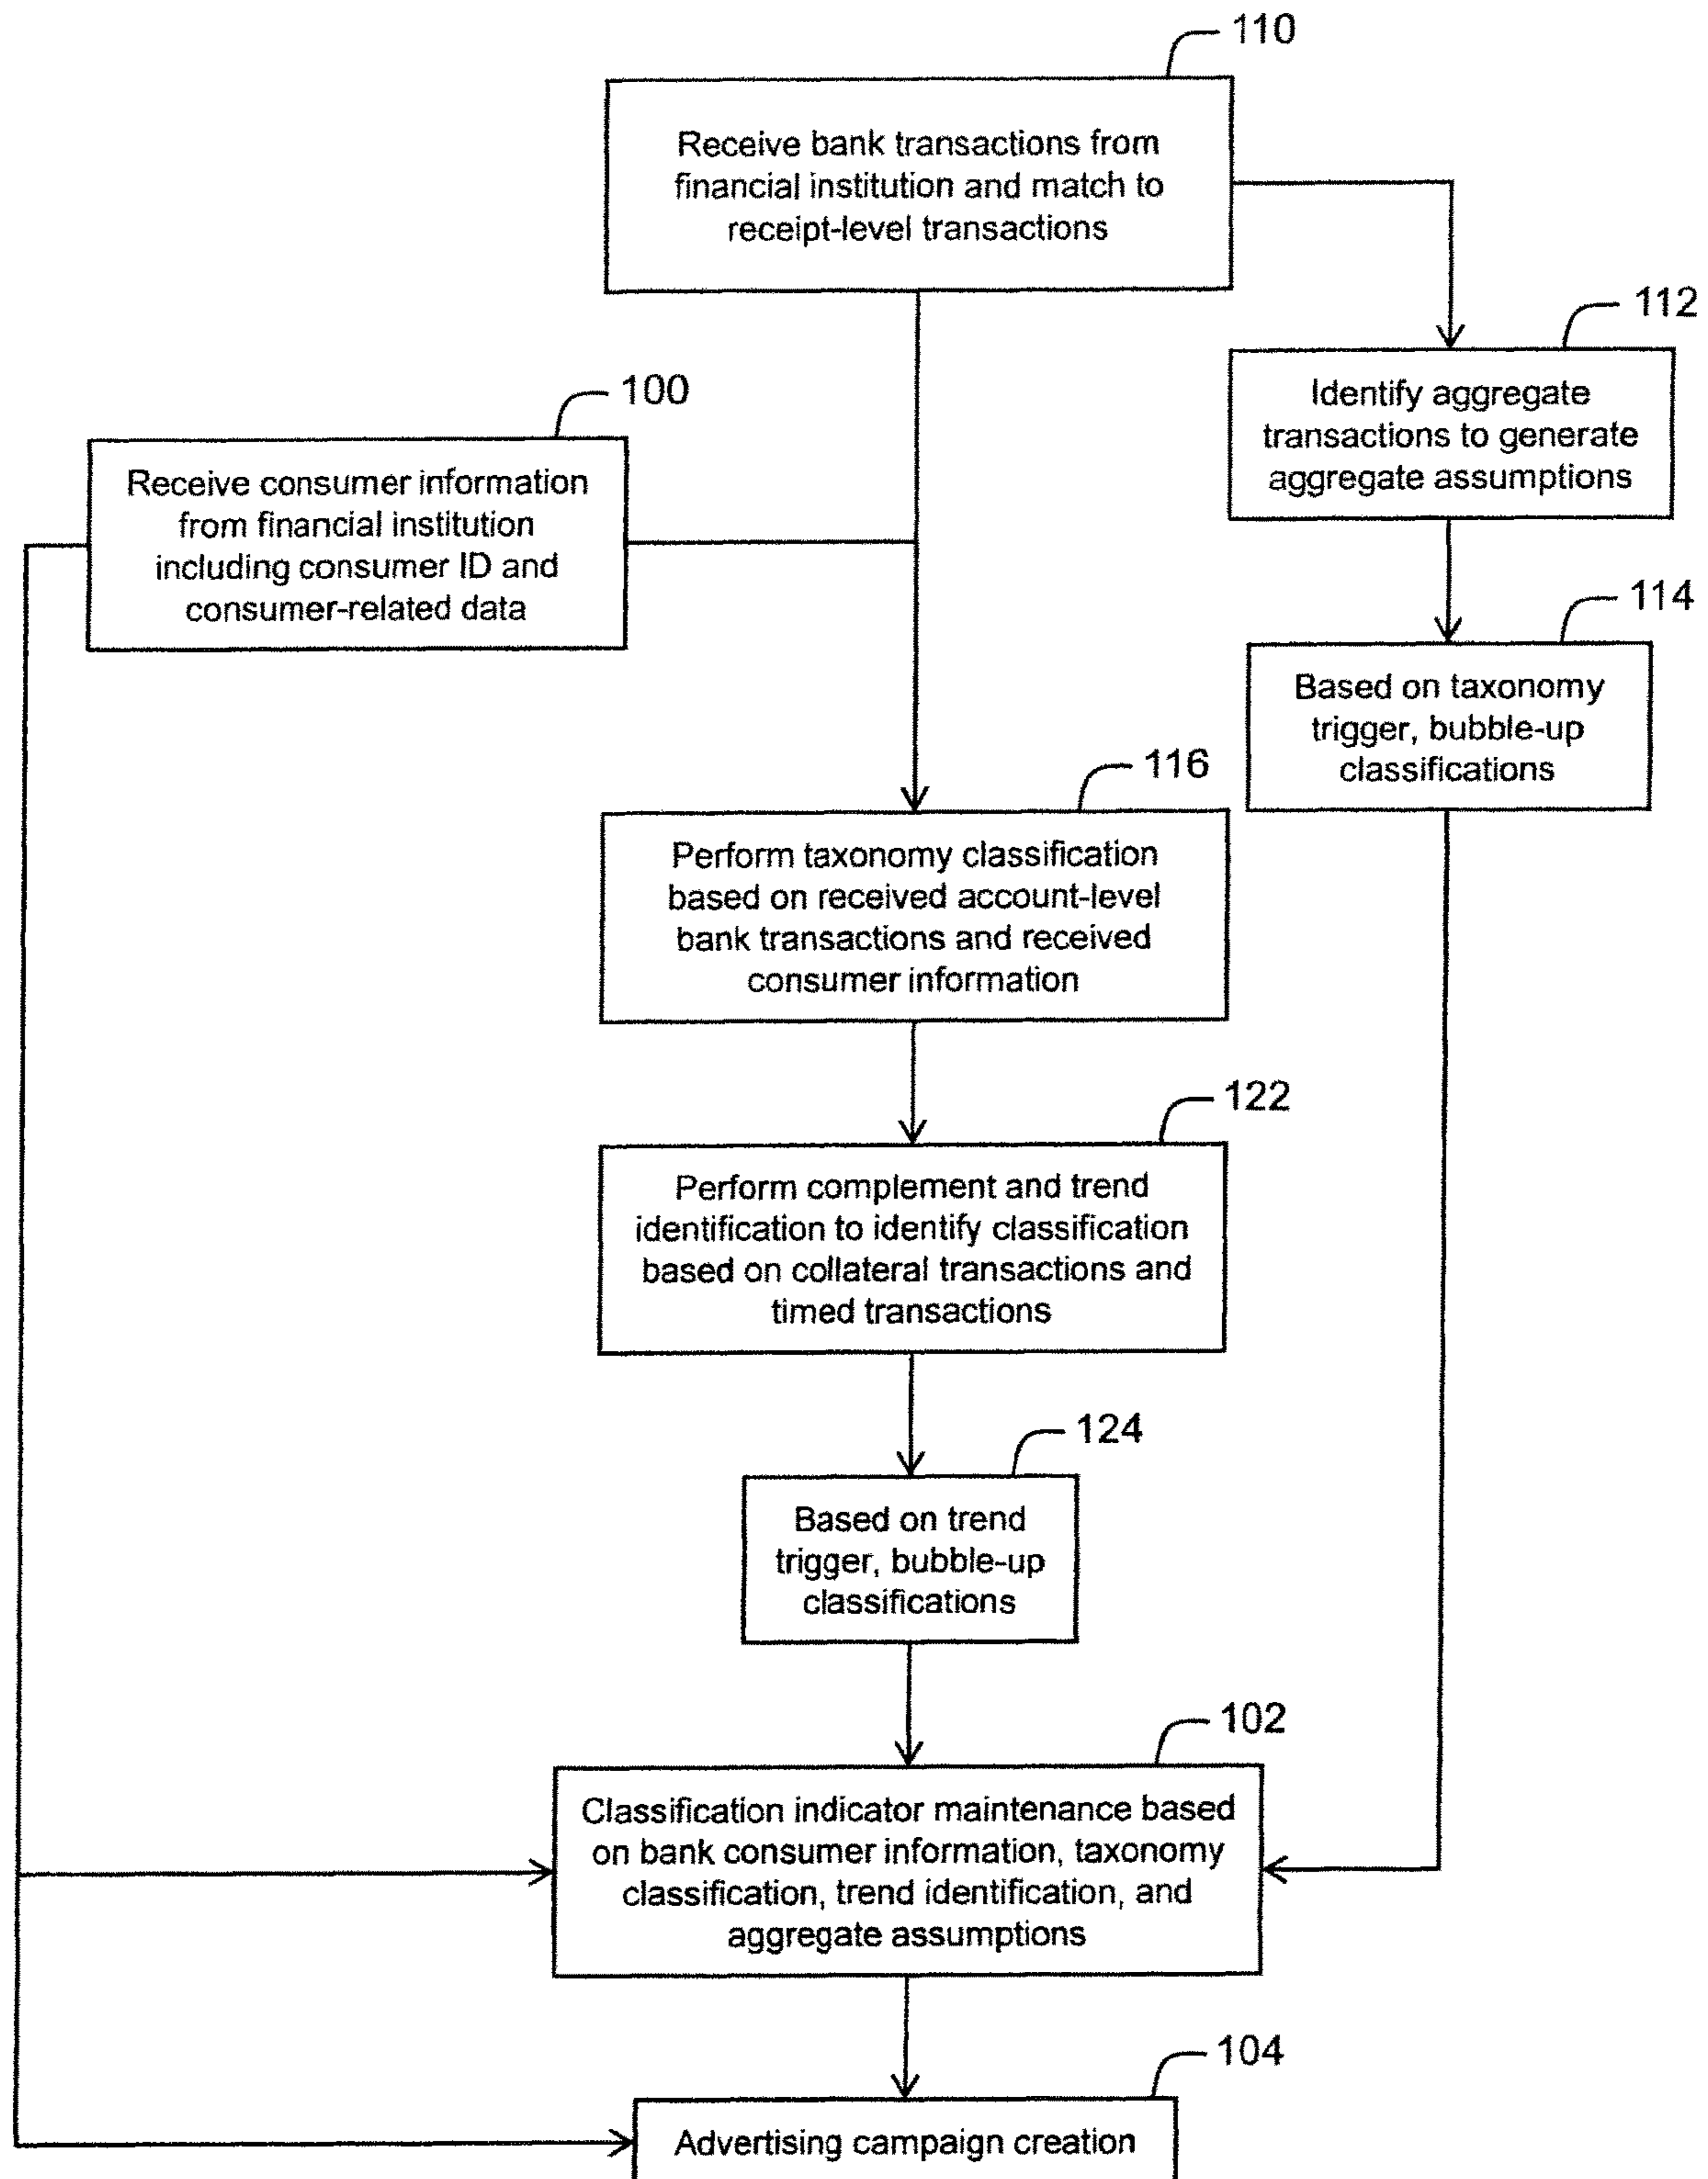 110
Receive bank transactions from
financial institution and match to
receipt-level transactions
112
Identify aggregate
transactions to generate
aggregate assumptions
100
Receive consumer information
from financial institution
including consumer ID and
consumer-related data
114
Based on taxonomy
trigger, bubble-up
classifications
116
Perform taxonomy classification
based on received account-level
bank transactions and received
consumer information
122
Perform complement and trend
identification to identify classification
based on collateral transactions and
timed transactions
124
Based on trend
trigger, bubble-up
classifications
102
Classification indicator maintenance based
on bank consumer information, taxonomy
classification, trend identification, and
aggregate assumptions
104
Advertising campaign creation